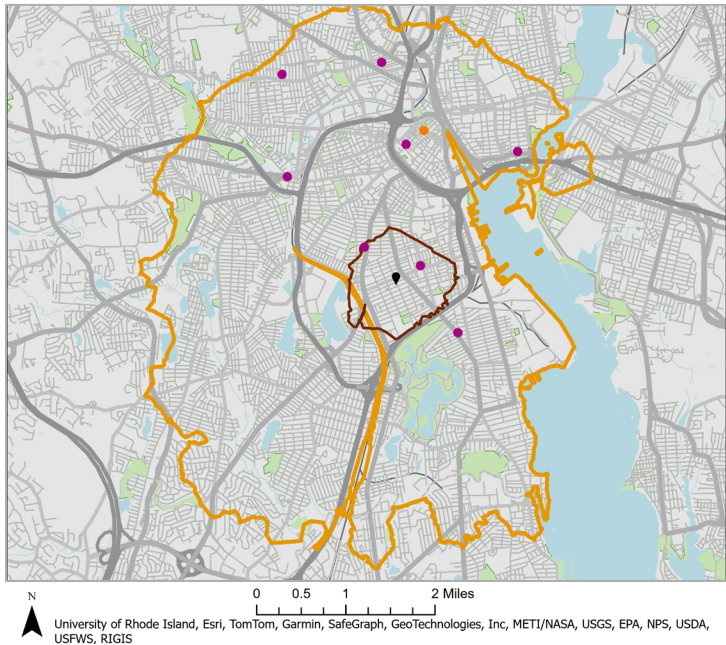 N
0 0.5 1 2 Miles
University of Rhode Island, Esri, TomTom, Garmin, SafeGraph, GeoTechnologies, Inc, METI/NASA, USGS, EPA, NPS, USDA,
USFWS, RIGIS